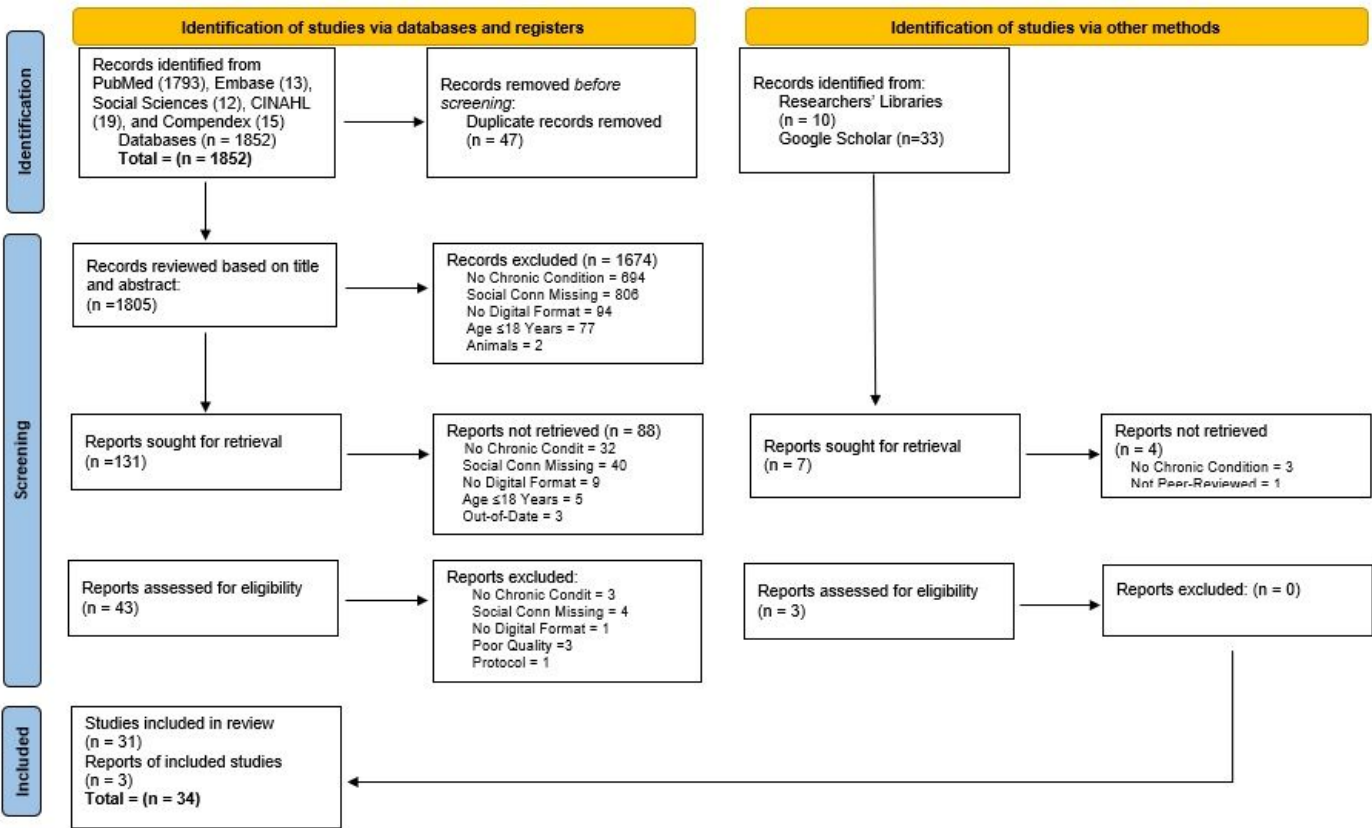 Identification of studies via databases and registers
Identification of studies via other methods
Identification
Records identified from
PubMed (1793), Embase (13),
Social Sciences (12), CINAHL
(19), and Compendex (15)
Databases (n = 1852)
Total = (n = 1852)
Records removed before
screening:
Duplicate records removed
(n = 47)
Records identified from:
Researchers' Libraries
(n = 10)
Google Scholar (n=33)
Screening
Records reviewed based on title
and abstract:
(n =1805)
Records excluded (n = 1674)
No Chronic Condition = 694
Social Conn Missing = 806
No Digital Format = 94
Age ≤18 Years = 77
Animals = 2
Reports sought for retrieval
(n =131)
Reports not retrieved (n = 88)
No Chronic Condit = 32
Social Conn Missing = 40
No Digital Format = 9
Age ≤18 Years = 5
Out-of-Date = 3
Reports sought for retrieval
(n = 7)
Reports not retrieved
(n = 4)
No Chronic Condition = 3
Not Peer-Reviewed = 1
Reports assessed for eligibility
(n = 43)
Reports excluded:
No Chronic Condit = 3
Social Conn Missing = 4
No Digital Format = 1
Poor Quality =3
Protocol = 1
Reports assessed for eligibility
(n = 3)
Reports excluded: (n = 0)
Included
Studies included in review
(n = 31)
Reports of included studies
(n = 3)
Total = (n = 34)